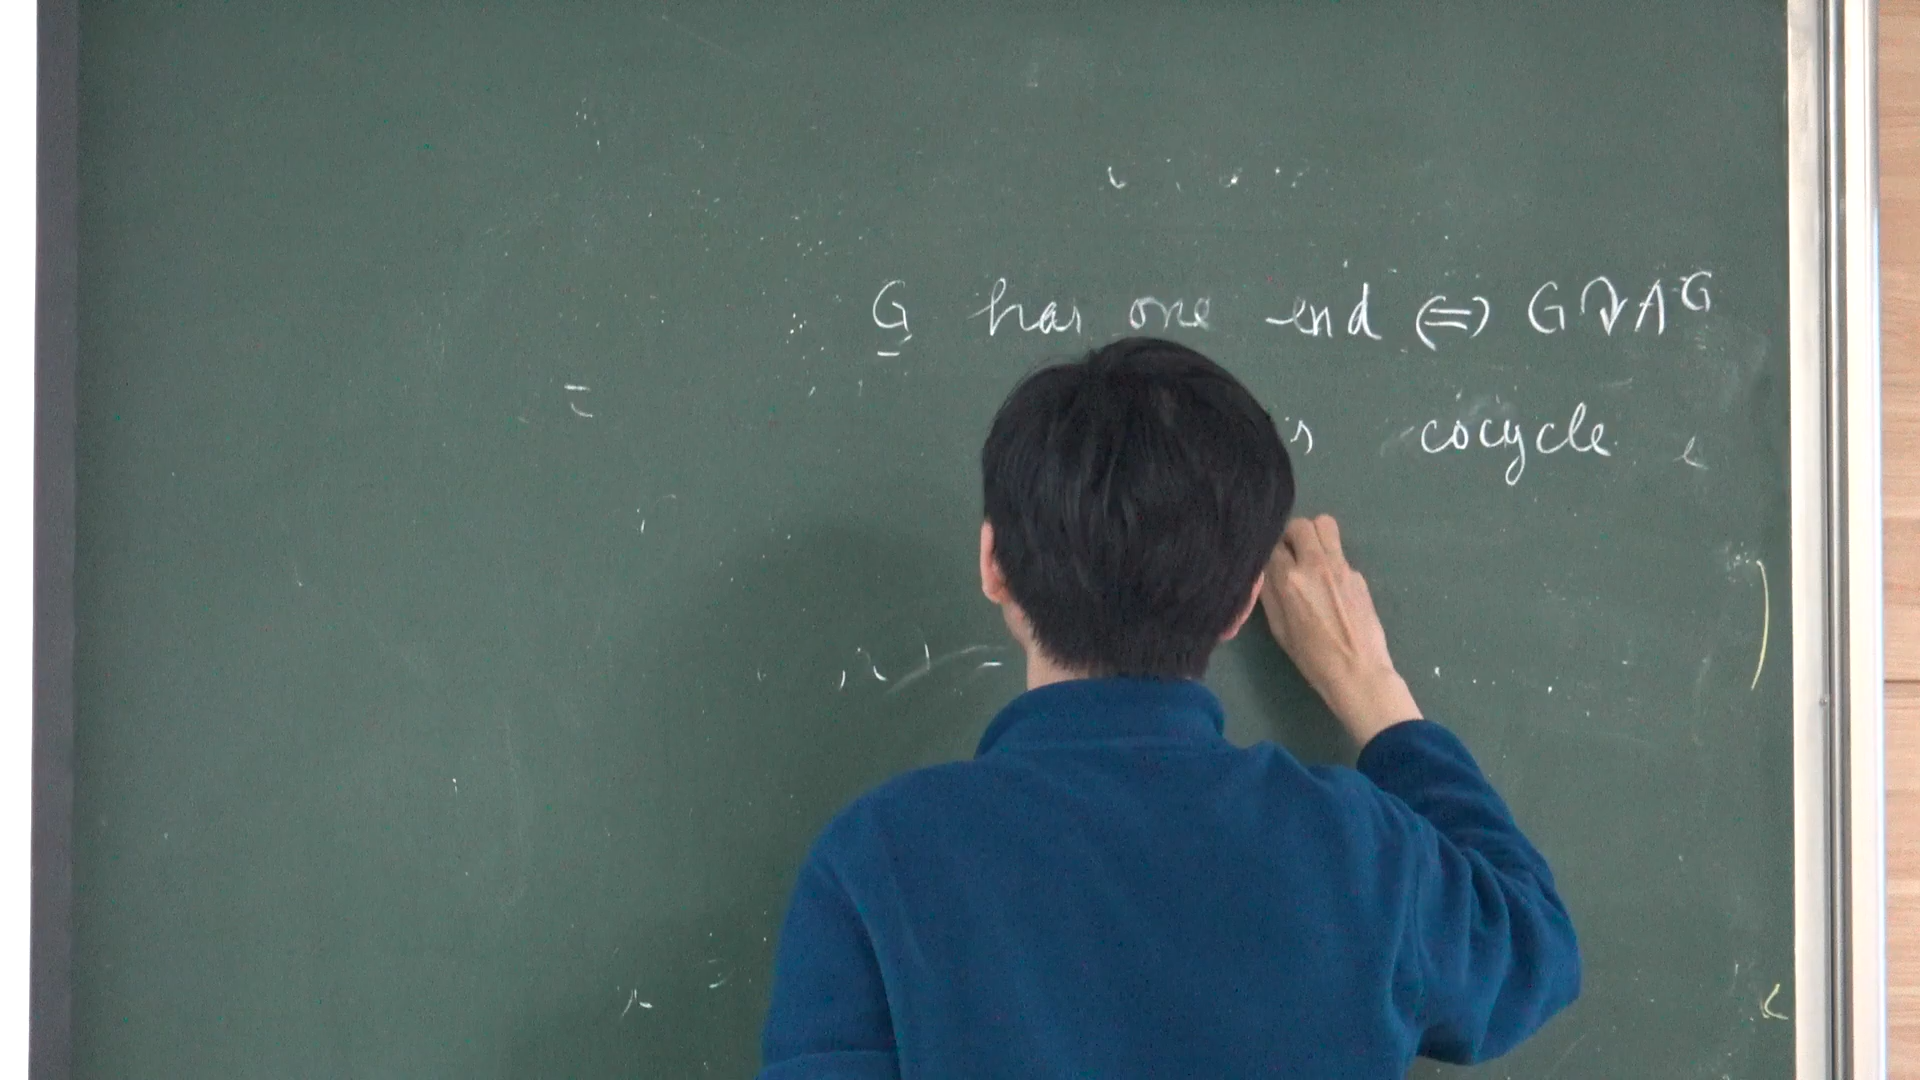 G has one end ⇔ G ↷ A^G
cocycle